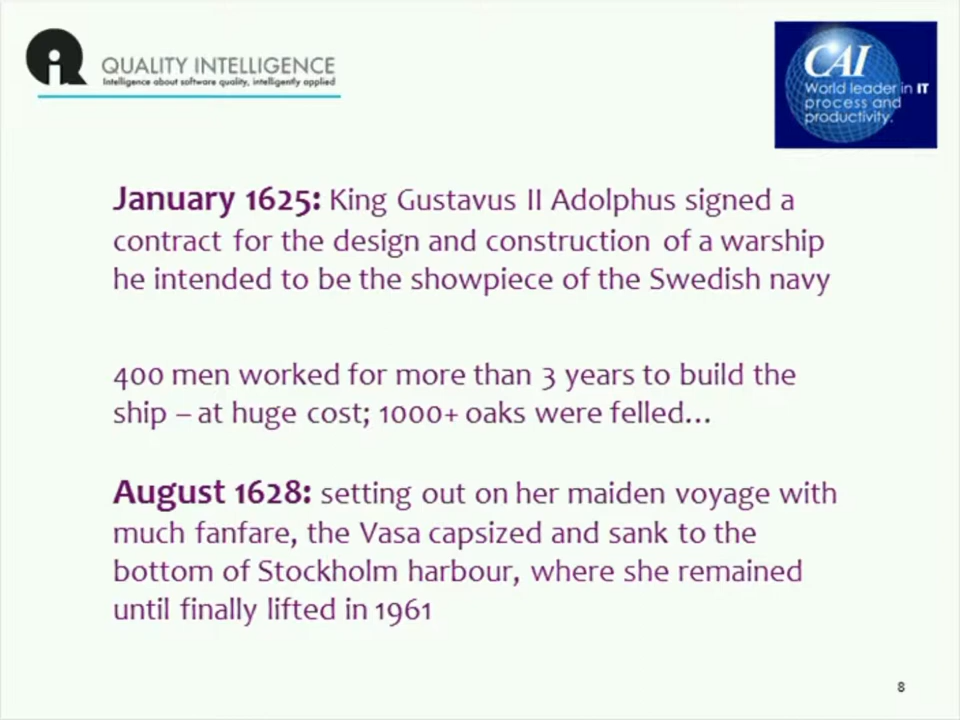 QUALITY INTELLIGENCE
Intelligence about software quality, intelligently applied
CAI
World leader in IT
process and
productivity.
January 1625: King Gustavus II Adolphus signed a
contract for the design and construction of a warship
he intended to be the showpiece of the Swedish navy
400 men worked for more than 3 years to build the
ship – at huge cost; 1000+ oaks were felled...
August 1628: setting out on her maiden voyage with
much fanfare, the Vasa capsized and sank to the
bottom of Stockholm harbour, where she remained
until finally lifted in 1961
8